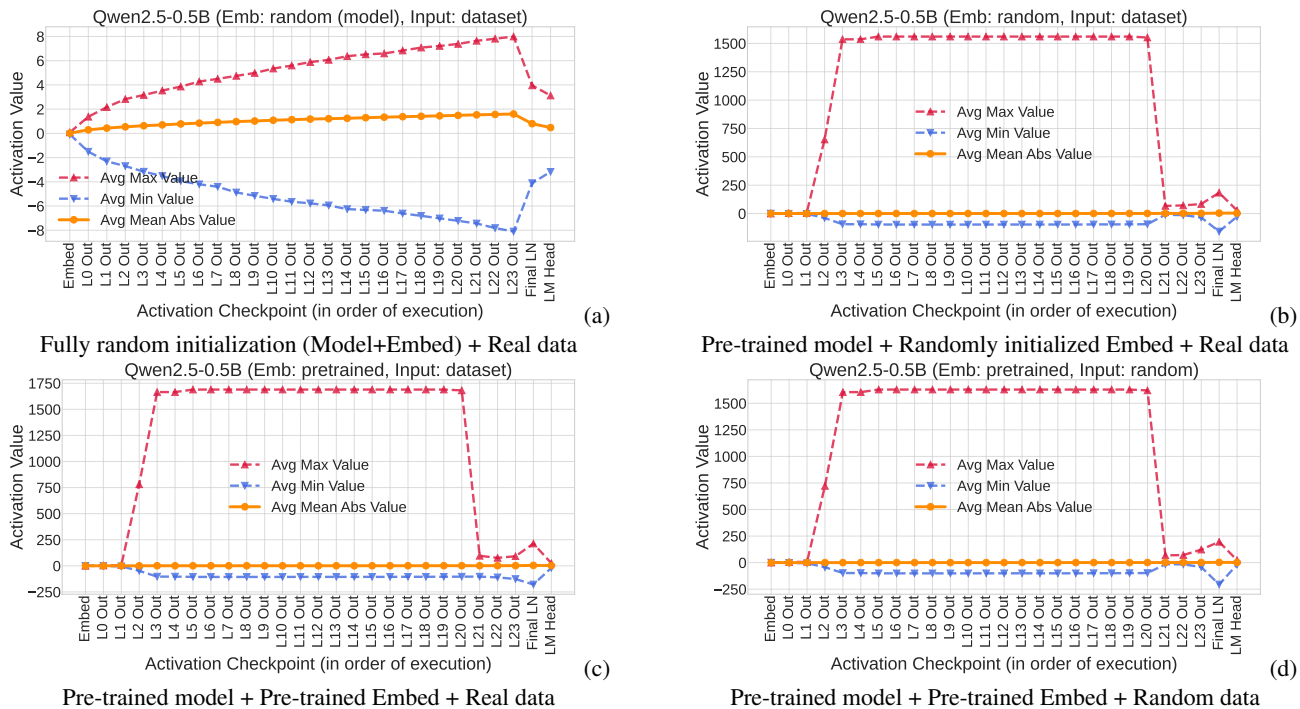 Qwen2.5-0.5B (Emb: random (model), Input: dataset)
8
6
4
2
0
−2
−4
−6
−8
Activation Value
Avg Max Value
Avg Min Value
Avg Mean Abs Value
Embed
L0 Out
L1 Out
L2 Out
L3 Out
L4 Out
L5 Out
L6 Out
L7 Out
L8 Out
L9 Out
L10 Out
L11 Out
L12 Out
L13 Out
L14 Out
L15 Out
L16 Out
L17 Out
L18 Out
L19 Out
L20 Out
L21 Out
L22 Out
L23 Out
Final LN
LM Head
Activation Checkpoint (in order of execution)
(a)
Fully random initialization (Model+Embed) + Real data
Qwen2.5-0.5B (Emb: random, Input: dataset)
1500
1250
1000
750
500
250
0
Activation Value
Avg Max Value
Avg Min Value
Avg Mean Abs Value
Embed
L0 Out
L1 Out
L2 Out
L3 Out
L4 Out
L5 Out
L6 Out
L7 Out
L8 Out
L9 Out
L10 Out
L11 Out
L12 Out
L13 Out
L14 Out
L15 Out
L16 Out
L17 Out
L18 Out
L19 Out
L20 Out
L21 Out
L22 Out
L23 Out
Final LN
LM Head
Activation Checkpoint (in order of execution)
(b)
Pre-trained model + Randomly initialized Embed + Real data
Qwen2.5-0.5B (Emb: pretrained, Input: dataset)
1750
1500
1250
1000
750
500
250
0
−250
Activation Value
Avg Max Value
Avg Min Value
Avg Mean Abs Value
Embed
L0 Out
L1 Out
L2 Out
L3 Out
L4 Out
L5 Out
L6 Out
L7 Out
L8 Out
L9 Out
L10 Out
L11 Out
L12 Out
L13 Out
L14 Out
L15 Out
L16 Out
L17 Out
L18 Out
L19 Out
L20 Out
L21 Out
L22 Out
L23 Out
Final LN
LM Head
Activation Checkpoint (in order of execution)
(c)
Pre-trained model + Pre-trained Embed + Real data
Qwen2.5-0.5B (Emb: pretrained, Input: random)
1500
1250
1000
750
500
250
0
−250
Activation Value
Avg Max Value
Avg Min Value
Avg Mean Abs Value
Embed
L0 Out
L1 Out
L2 Out
L3 Out
L4 Out
L5 Out
L6 Out
L7 Out
L8 Out
L9 Out
L10 Out
L11 Out
L12 Out
L13 Out
L14 Out
L15 Out
L16 Out
L17 Out
L18 Out
L19 Out
L20 Out
L21 Out
L22 Out
L23 Out
Final LN
LM Head
Activation Checkpoint (in order of execution)
(d)
Pre-trained model + Pre-trained Embed + Random data